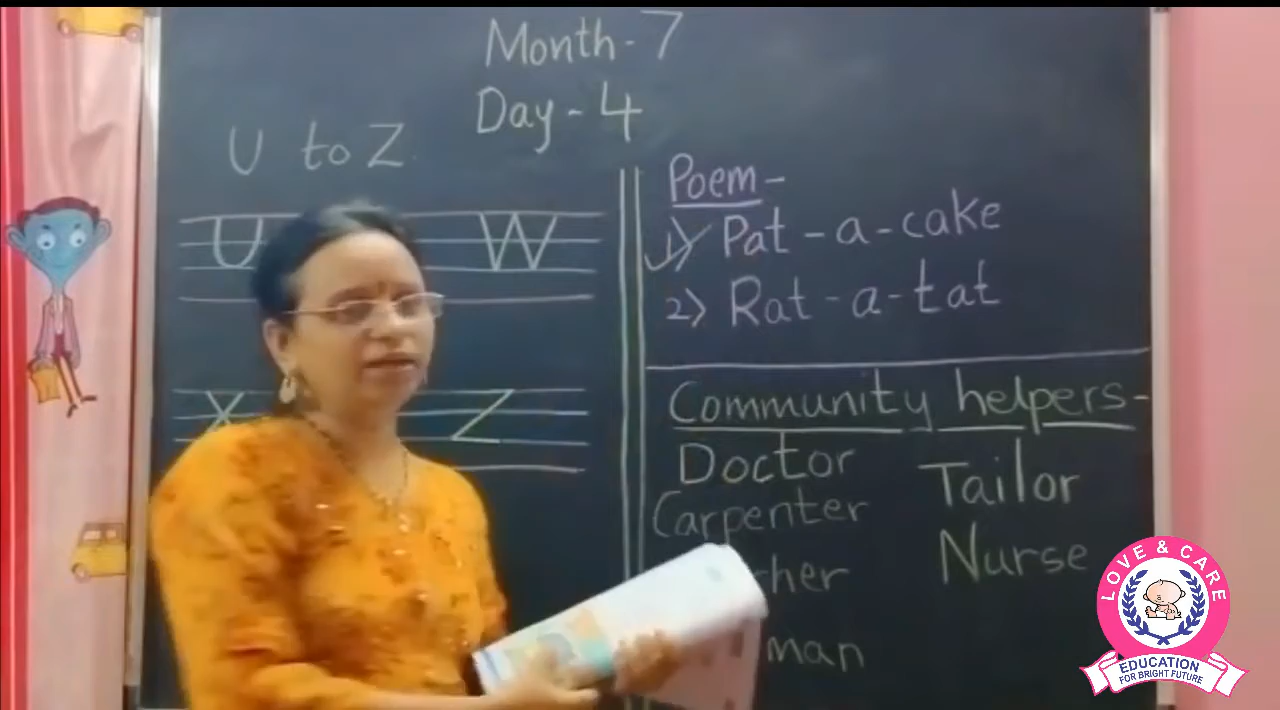 Month - 7
Day - 4
U to Z
U W
X Z
Poem -
1) Pat - a - cake
2) Rat - a - tat
Community helpers -
Doctor Tailor
Carpenter Nurse
LOVE & CARE
EDUCATION
FOR BRIGHT FUTURE